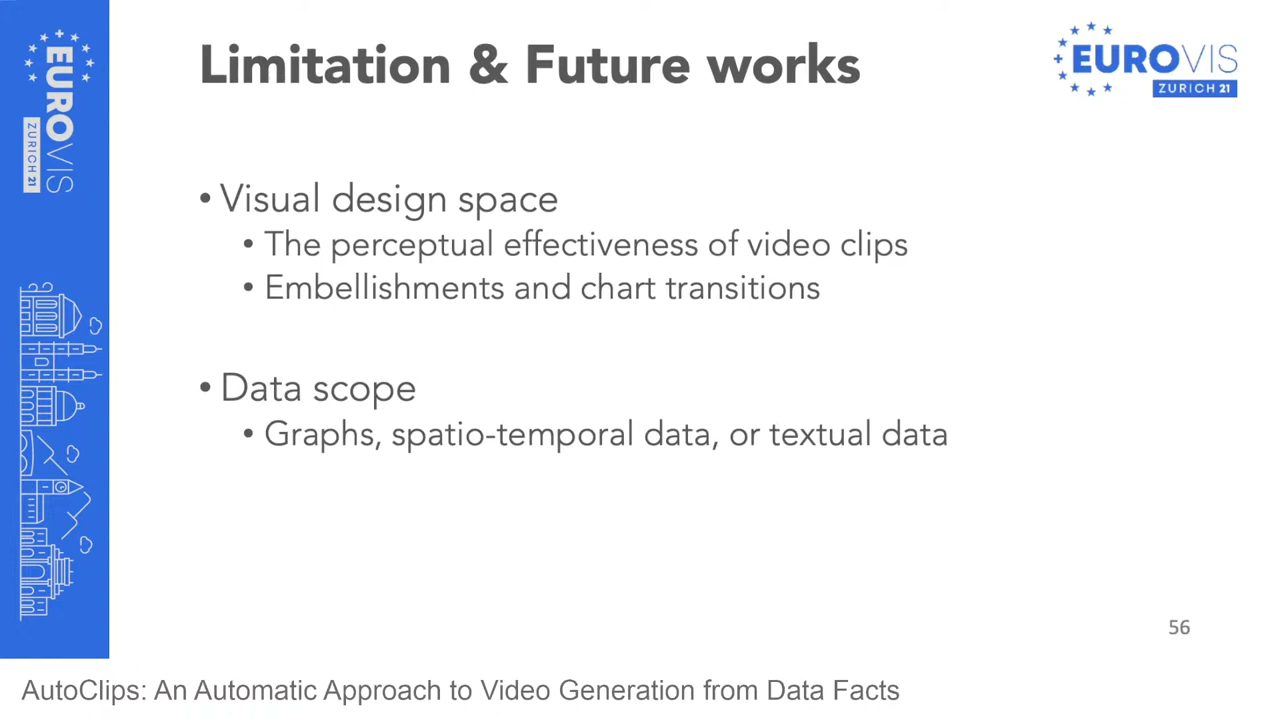 EUROVIS
ZURICH 21
Limitation & Future works
EUROVIS
ZURICH 21
• Visual design space
• The perceptual effectiveness of video clips
• Embellishments and chart transitions
• Data scope
• Graphs, spatio-temporal data, or textual data
56
AutoClips: An Automatic Approach to Video Generation from Data Facts